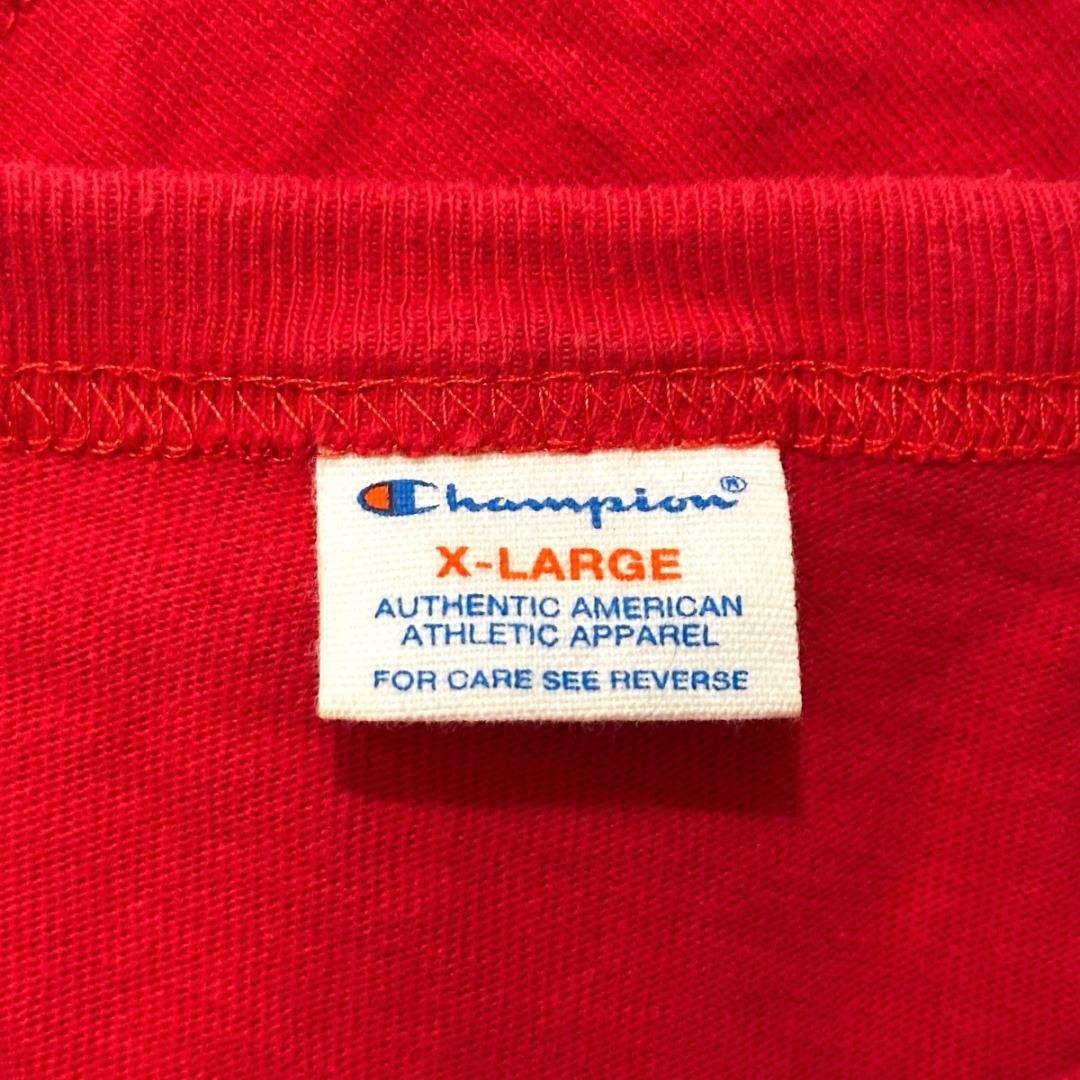 Champion®
X-LARGE
AUTHENTIC AMERICAN
ATHLETIC APPAREL
FOR CARE SEE REVERSE